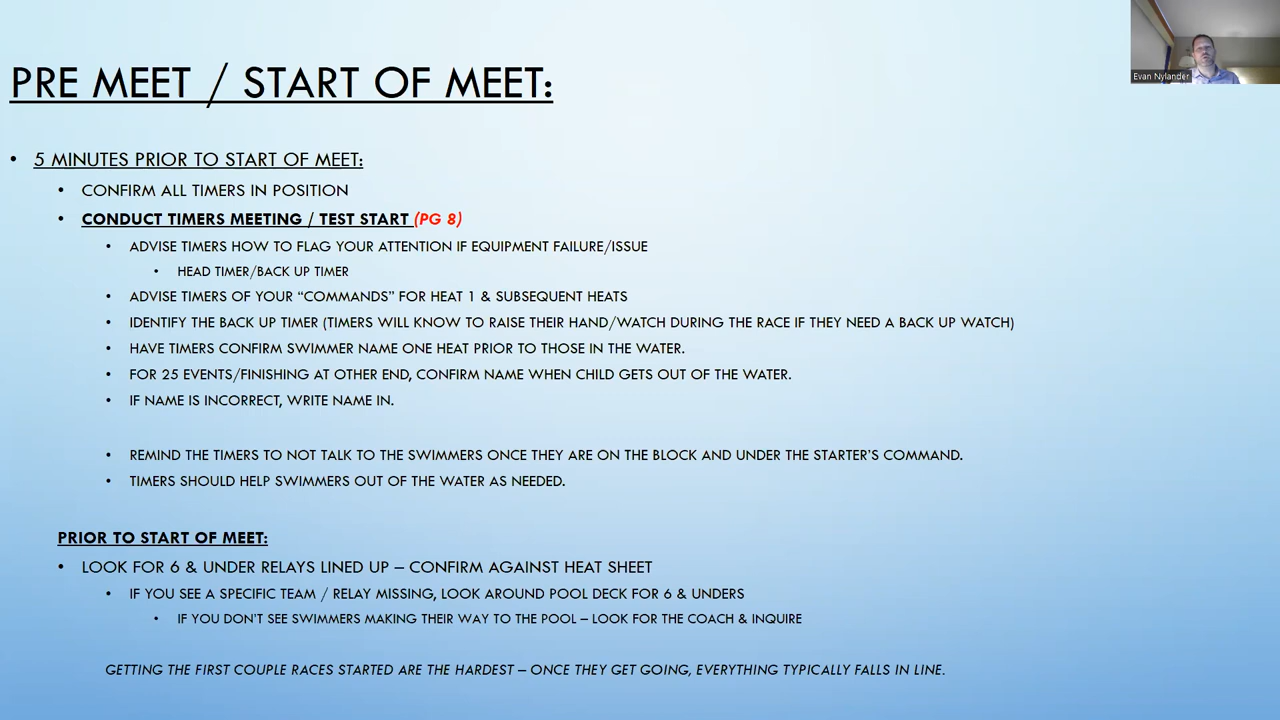 PRE MEET / START OF MEET:
Evan Nylander
• 5 MINUTES PRIOR TO START OF MEET:
• CONFIRM ALL TIMERS IN POSITION
• CONDUCT TIMERS MEETING / TEST START (PG 8)
• ADVISE TIMERS HOW TO FLAG YOUR ATTENTION IF EQUIPMENT FAILURE/ISSUE
• HEAD TIMER/BACK UP TIMER
• ADVISE TIMERS OF YOUR “COMMANDS” FOR HEAT 1 & SUBSEQUENT HEATS
• IDENTIFY THE BACK UP TIMER (TIMERS WILL KNOW TO RAISE THEIR HAND/WATCH DURING THE RACE IF THEY NEED A BACK UP WATCH)
• HAVE TIMERS CONFIRM SWIMMER NAME ONE HEAT PRIOR TO THOSE IN THE WATER.
• FOR 25 EVENTS/FINISHING AT OTHER END, CONFIRM NAME WHEN CHILD GETS OUT OF THE WATER.
• IF NAME IS INCORRECT, WRITE NAME IN.
• REMIND THE TIMERS TO NOT TALK TO THE SWIMMERS ONCE THEY ARE ON THE BLOCK AND UNDER THE STARTER’S COMMAND.
• TIMERS SHOULD HELP SWIMMERS OUT OF THE WATER AS NEEDED.
PRIOR TO START OF MEET:
• LOOK FOR 6 & UNDER RELAYS LINED UP – CONFIRM AGAINST HEAT SHEET
• IF YOU SEE A SPECIFIC TEAM / RELAY MISSING, LOOK AROUND POOL DECK FOR 6 & UNDERS
• IF YOU DON’T SEE SWIMMERS MAKING THEIR WAY TO THE POOL – LOOK FOR THE COACH & INQUIRE
GETTING THE FIRST COUPLE RACES STARTED ARE THE HARDEST – ONCE THEY GET GOING, EVERYTHING TYPICALLY FALLS IN LINE.